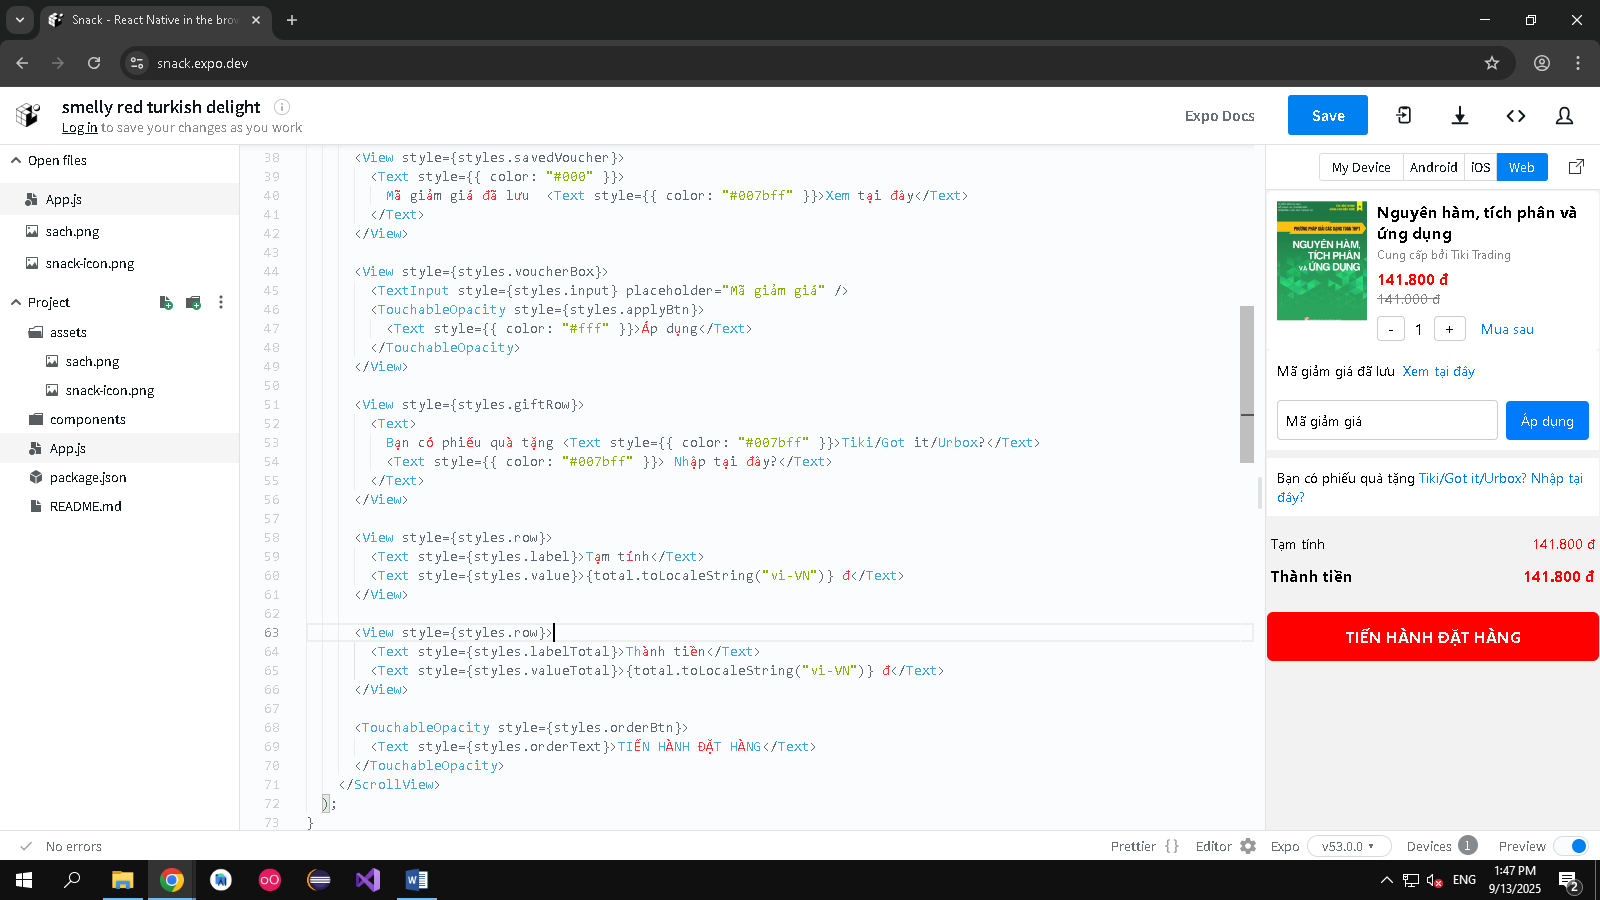 Snack - React Native in the brow
snack.expo.dev
smelly red turkish delight
Log in to save your changes as you work
Expo Docs
Save
Open files
App.js
sach.png
snack-icon.png
Project
assets
sach.png
snack-icon.png
components
App.js
package.json
README.md
38 <View style={styles.savedVoucher}>
39 <Text style={{ color: "#000" }}>
40 Mã giảm giá đã lưu <Text style={{ color: "#007bff" }}>Xem tại đây</Text>
41 </Text>
42 </View>
43
44 <View style={styles.voucherBox}>
45 <TextInput style={styles.input} placeholder="Mã giảm giá" />
46 <TouchableOpacity style={styles.applyBtn}>
47 <Text style={{ color: "#fff" }}>Áp dụng</Text>
48 </TouchableOpacity>
49 </View>
50
51 <View style={styles.giftRow}>
52 <Text>
53 Bạn có phiếu quà tặng <Text style={{ color: "#007bff" }}>Tiki/Got it/Urbox?</Text>
54 <Text style={{ color: "#007bff" }}> Nhập tại đây?</Text>
55 </Text>
56 </View>
57
58 <View style={styles.row}>
59 <Text style={styles.label}>Tạm tính</Text>
60 <Text style={styles.value}>{total.toLocaleString("vi-VN")} đ</Text>
61 </View>
62
63 <View style={styles.row}>
64 <Text style={styles.labelTotal}>Thành tiền</Text>
65 <Text style={styles.valueTotal}>{total.toLocaleString("vi-VN")} đ</Text>
66 </View>
67
68 <TouchableOpacity style={styles.orderBtn}>
69 <Text style={styles.orderText}>TIẾN HÀNH ĐẶT HÀNG</Text>
70 </TouchableOpacity>
71 </ScrollView>
72 );
73 }
My Device Android iOS Web
PHƯƠNG PHÁP GIẢI CÁC DẠNG TOÁN THPT
NGUYÊN HÀM,
TÍCH PHÂN
VÀ ỨNG DỤNG
Nguyên hàm, tích phân và
ứng dụng
Cung cấp bởi Tiki Trading
141.800 đ
141.000 đ
- 1 + Mua sau
Mã giảm giá đã lưu Xem tại đây
Mã giảm giá Áp dụng
Bạn có phiếu quà tặng Tiki/Got it/Urbox? Nhập tại
đây?
Tạm tính 141.800 đ
Thành tiền 141.800 đ
TIẾN HÀNH ĐẶT HÀNG
No errors
Prettier {} Editor Expo v53.0.0 Devices 1 Preview
ENG
1:47 PM
9/13/2025
2